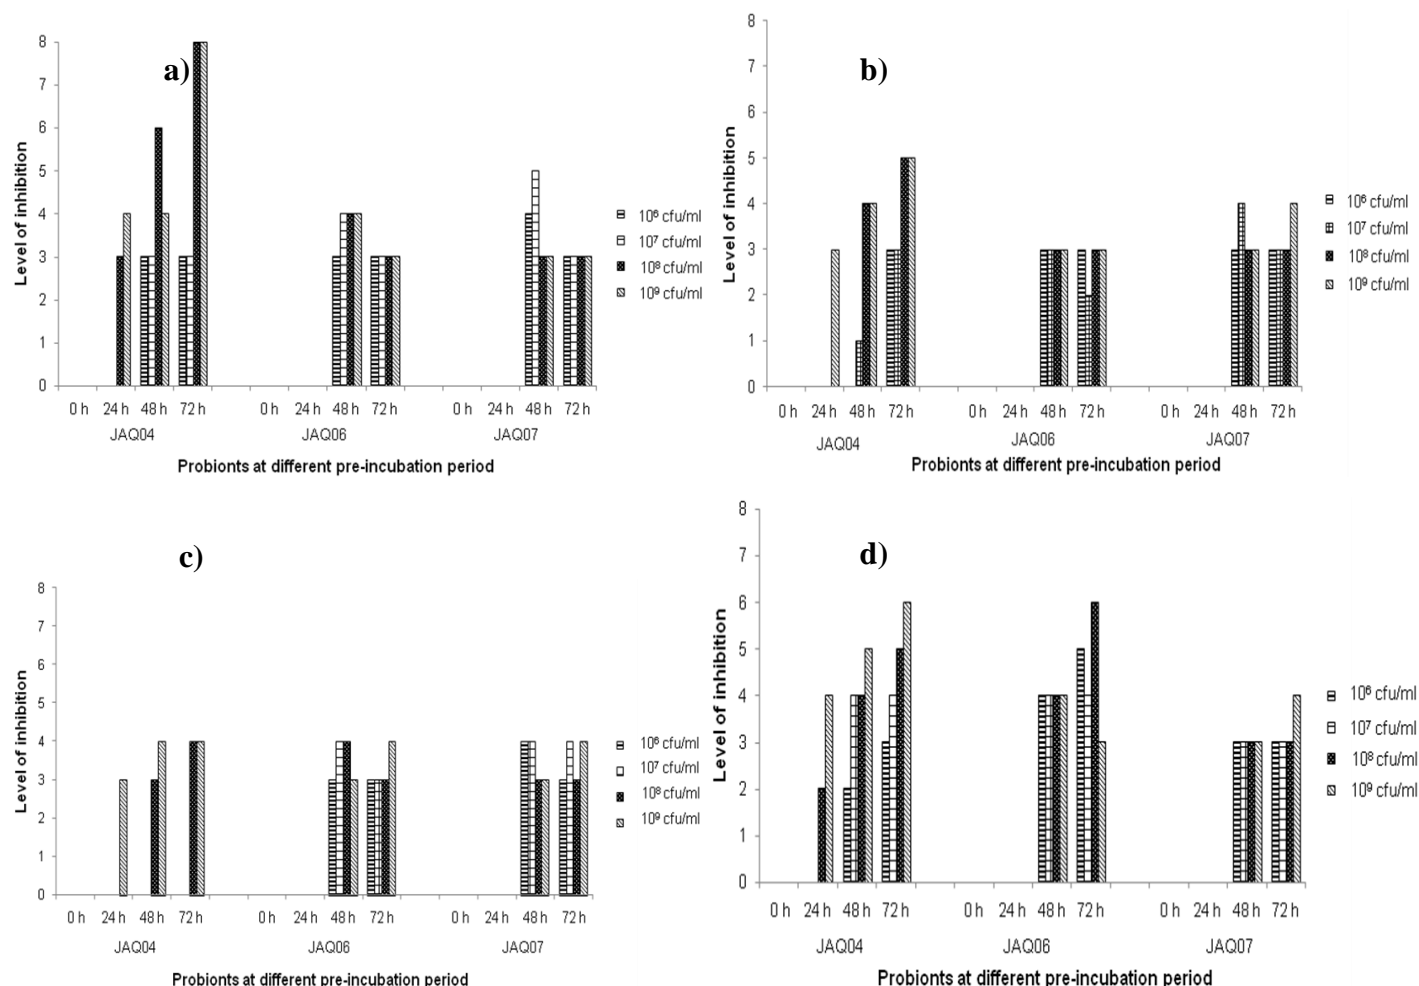 a)
8
7
6
5
4
3
2
1
0
Level of inhibition
0 h 24 h 48 h 72 h 0 h 24 h 48 h 72 h 0 h 24 h 48 h 72 h
JAQ04 JAQ06 JAQ07
Probionts at different pre-incubation period
10⁶ cfu/ml
10⁷ cfu/ml
10⁸ cfu/ml
10⁹ cfu/ml
b)
8
7
6
5
4
3
2
1
0
Level of inhibition
0 h 24 h 48 h 72 h 0 h 24 h 48 h 72 h 0 h 24 h 48 h 72 h
JAQ04 JAQ06 JAQ07
Probionts at different pre-incubation period
10⁶ cfu/ml
10⁷ cfu/ml
10⁸ cfu/ml
10⁹ cfu/ml
c)
8
7
6
5
4
3
2
1
0
Level of inhibition
0 h 24 h 48 h 72 h 0 h 24 h 48 h 72 h 0 h 24 h 48 h 72 h
JAQ04 JAQ06 JAQ07
Probionts at different pre-incubation period
10⁶ cfu/ml
10⁷ cfu/ml
10⁸ cfu/ml
10⁹ cfu/ml
d)
8
7
6
5
4
3
2
1
0
Level of inhibition
0 h 24 h 48 h 72 h 0 h 24 h 48 h 72 h 0 h 24 h 48 h 72 h
JAQ04 JAQ06 JAQ07
Probionts at different pre-incubation period
10⁶ cfu/ml
10⁷ cfu/ml
10⁸ cfu/ml
10⁹ cfu/ml